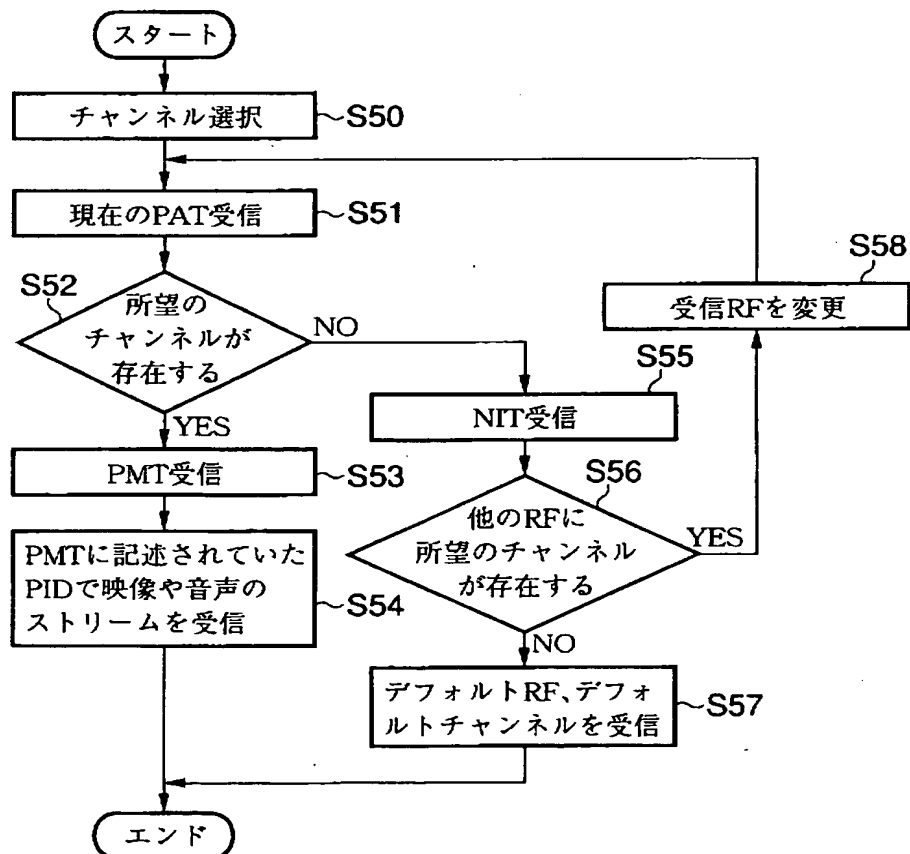 スタート
チャンネル選択
S50
現在のPAT受信
S51
S52
所望の
チャンネルが
存在する
NO
YES
PMT受信
S53
PMTに記述されていた
PIDで映像や音声の
ストリームを受信
S54
S58
受信RFを変更
S55
NIT受信
S56
他のRFに
所望のチャンネル
が存在する
YES
NO
デフォルトRF、デフォ
ルトチャンネルを受信
S57
エンド